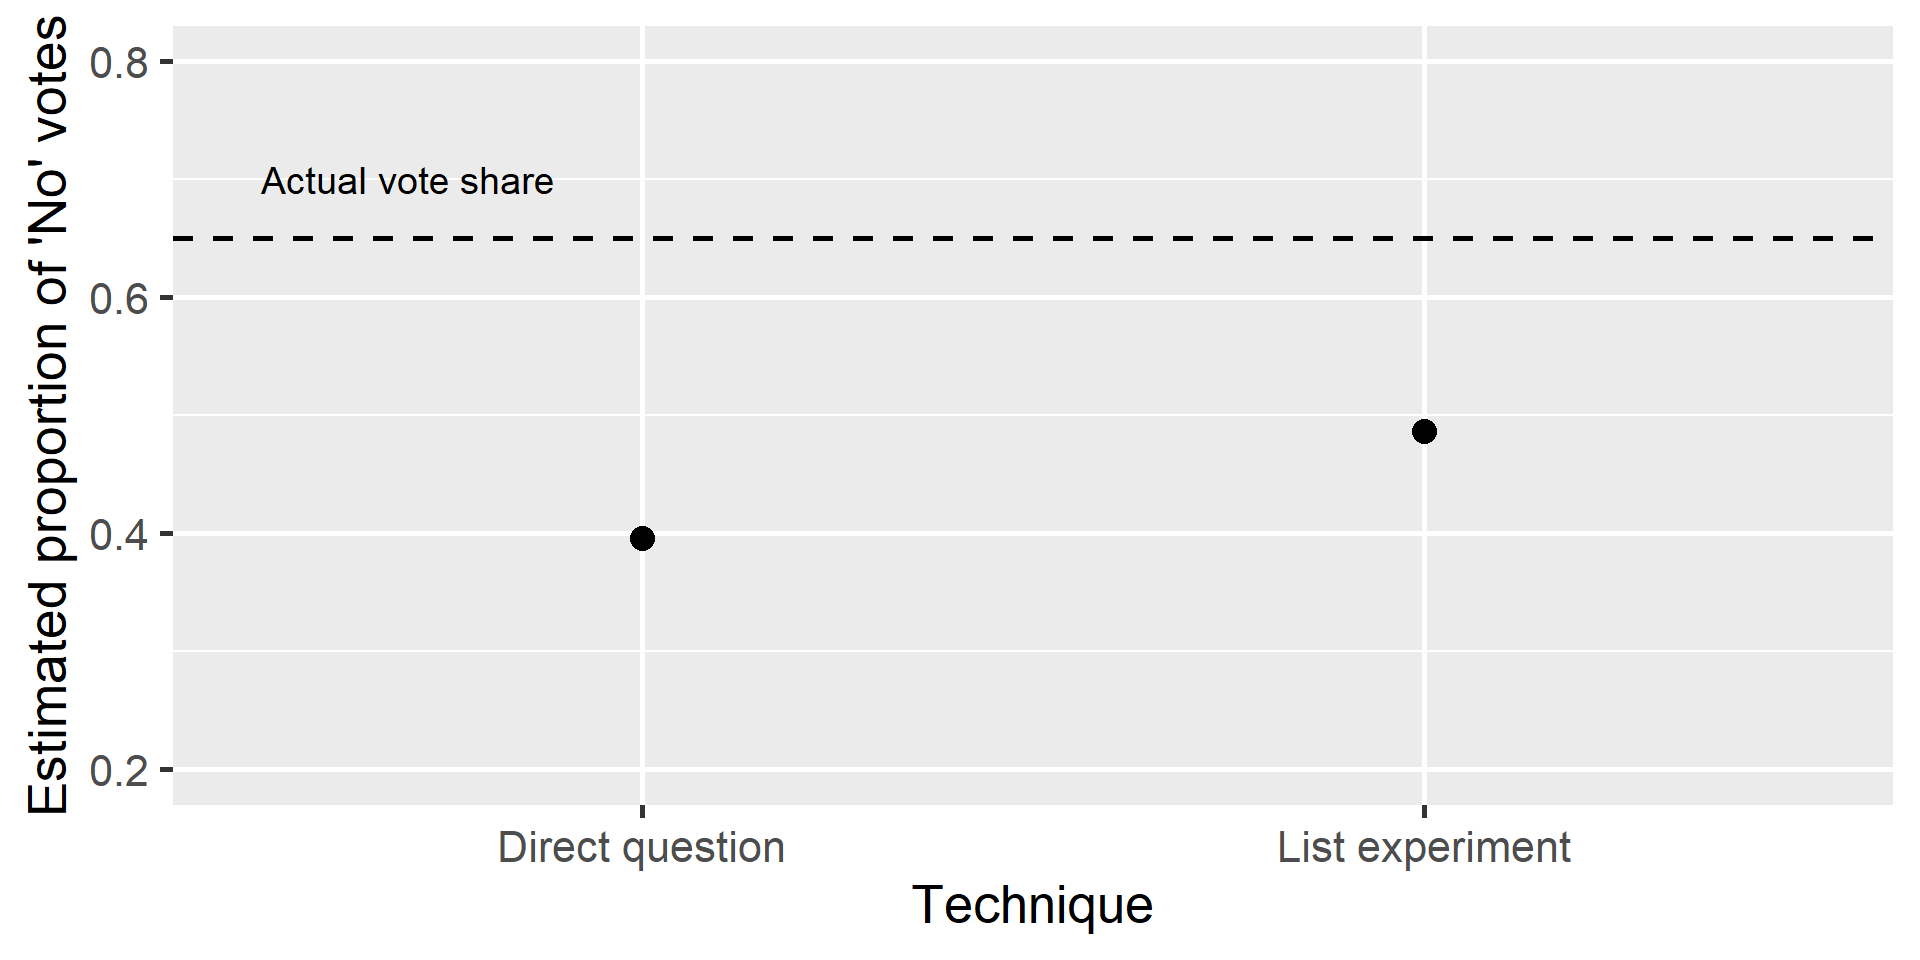 Estimated proportion of 'No' votes
0.8
0.6
0.4
0.2
Actual vote share
Direct question
List experiment
Technique